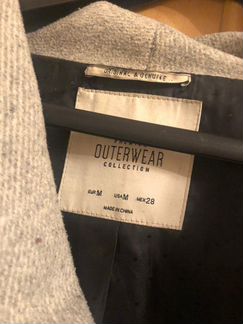 ORIGINAL & GENUINE
OUTERWEAR
COLLECTION
EUR M USA M MEX 28
MADE IN CHINA